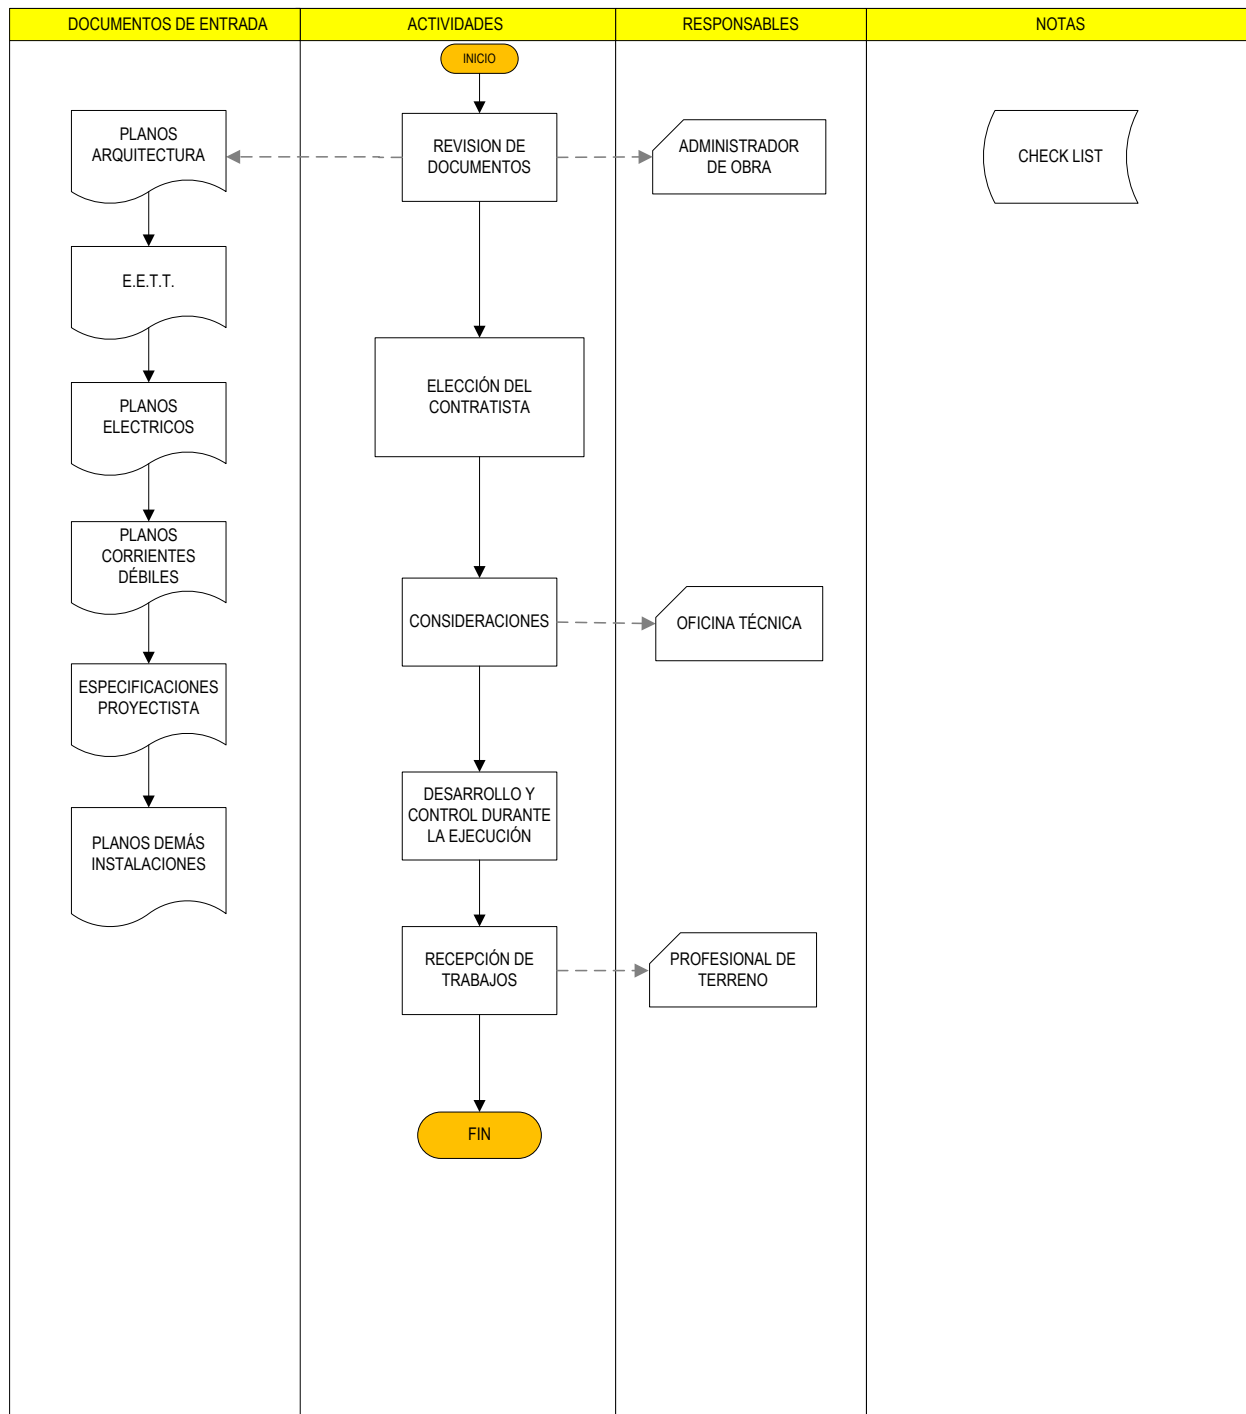 DOCUMENTOS DE ENTRADA
ACTIVIDADES
RESPONSABLES
NOTAS
INICIO
PLANOS
ARQUITECTURA
REVISION DE
DOCUMENTOS
ADMINISTRADOR
DE OBRA
CHECK LIST
E.E.T.T.
ELECCIÓN DEL
CONTRATISTA
PLANOS
ELECTRICOS
PLANOS
CORRIENTES
DÉBILES
CONSIDERACIONES
OFICINA TÉCNICA
ESPECIFICACIONES
PROYECTISTA
DESARROLLO Y
CONTROL DURANTE
LA EJECUCIÓN
PLANOS DEMÁS
INSTALACIONES
RECEPCIÓN DE
TRABAJOS
PROFESIONAL DE
TERRENO
FIN